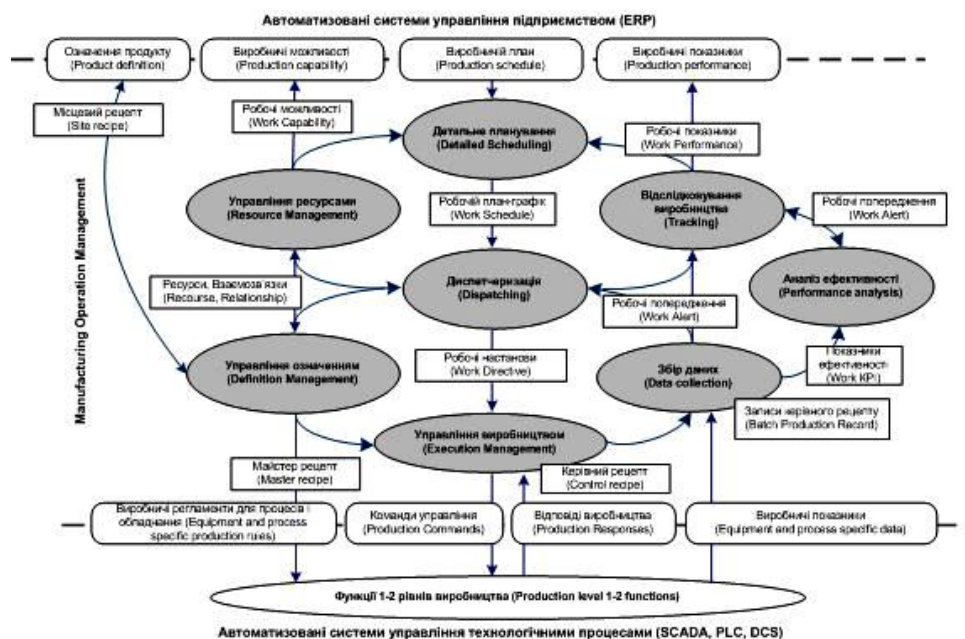 Автоматизовані системи управління підприємством (ERP)
Означення продукту
(Product definition)
Виробничі можливості
(Production capability)
Виробничій план
(Production schedule)
Виробничі показники
(Production performance)
Місцевий рецепт
(Site recipe)
Робочі можливості
(Work Capability)
Детальне планування
(Detailed Scheduling)
Робочі показники
(Work Performance)
Управління ресурсами
(Resource Management)
Робочій план-графік
(Work Schedule)
Відслідковування
виробництва
(Tracking)
Робочі попередження
(Work Alert)
Manufacturing Operation Management
Ресурси, Взаємозв'язки
(Recourse, Relationship)
Диспетчеризація
(Dispatching)
Робочі попередження
(Work Alert)
Аналіз ефективності
(Performance analysis)
Управління означенням
(Definition Management)
Робочі настанови
(Work Directive)
Збір даних
(Data collection)
Показники
ефективності
(Work KPI)
Записи керівного рецепту
(Batch Production Record)
Управління виробництвом
(Execution Management)
Майстер рецепт
(Master recipe)
Керівний рецепт
(Control recipe)
Виробничі регламенти для процесів і
обладнання (Equipment and process
specific production rules)
Команди управління
(Production Commands)
Відповіді виробництва
(Production Responses)
Виробничі показники
(Equipment and process specific data)
Функції 1-2 рівнів виробництва (Production level 1-2 functions)
Автоматизовані системи управління технологічними процесами (SCADA, PLC, DCS)